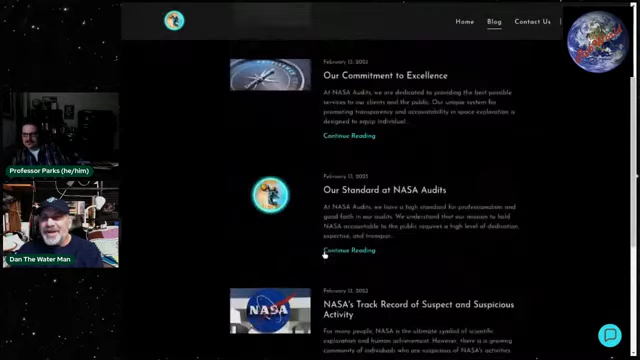 Home Blog Contact Us
February 13, 2023
Our Commitment to Excellence
At NASA Audits, we are dedicated to providing the best possible
services to our clients and the public. Our unique system for
promoting transparency and accountability in space exploration is
designed to equip individual...
Continue Reading
Professor Parks (he/him)
February 13, 2023
Our Standard at NASA Audits
At NASA Audits, we have a high standard for professionalism and
good faith in our audits. We understand that our mission to hold
NASA accountable to the public requires a high level of dedication,
expertise, and transpar...
Continue Reading
Dan The Water Man
February 13, 2023
NASA
NASA's Track Record of Suspect and Suspicious
Activity
For many people, NASA is the ultimate symbol of scientific
exploration and human achievement. However, there is a growing
community of individuals who are suspicious of NASA's activities